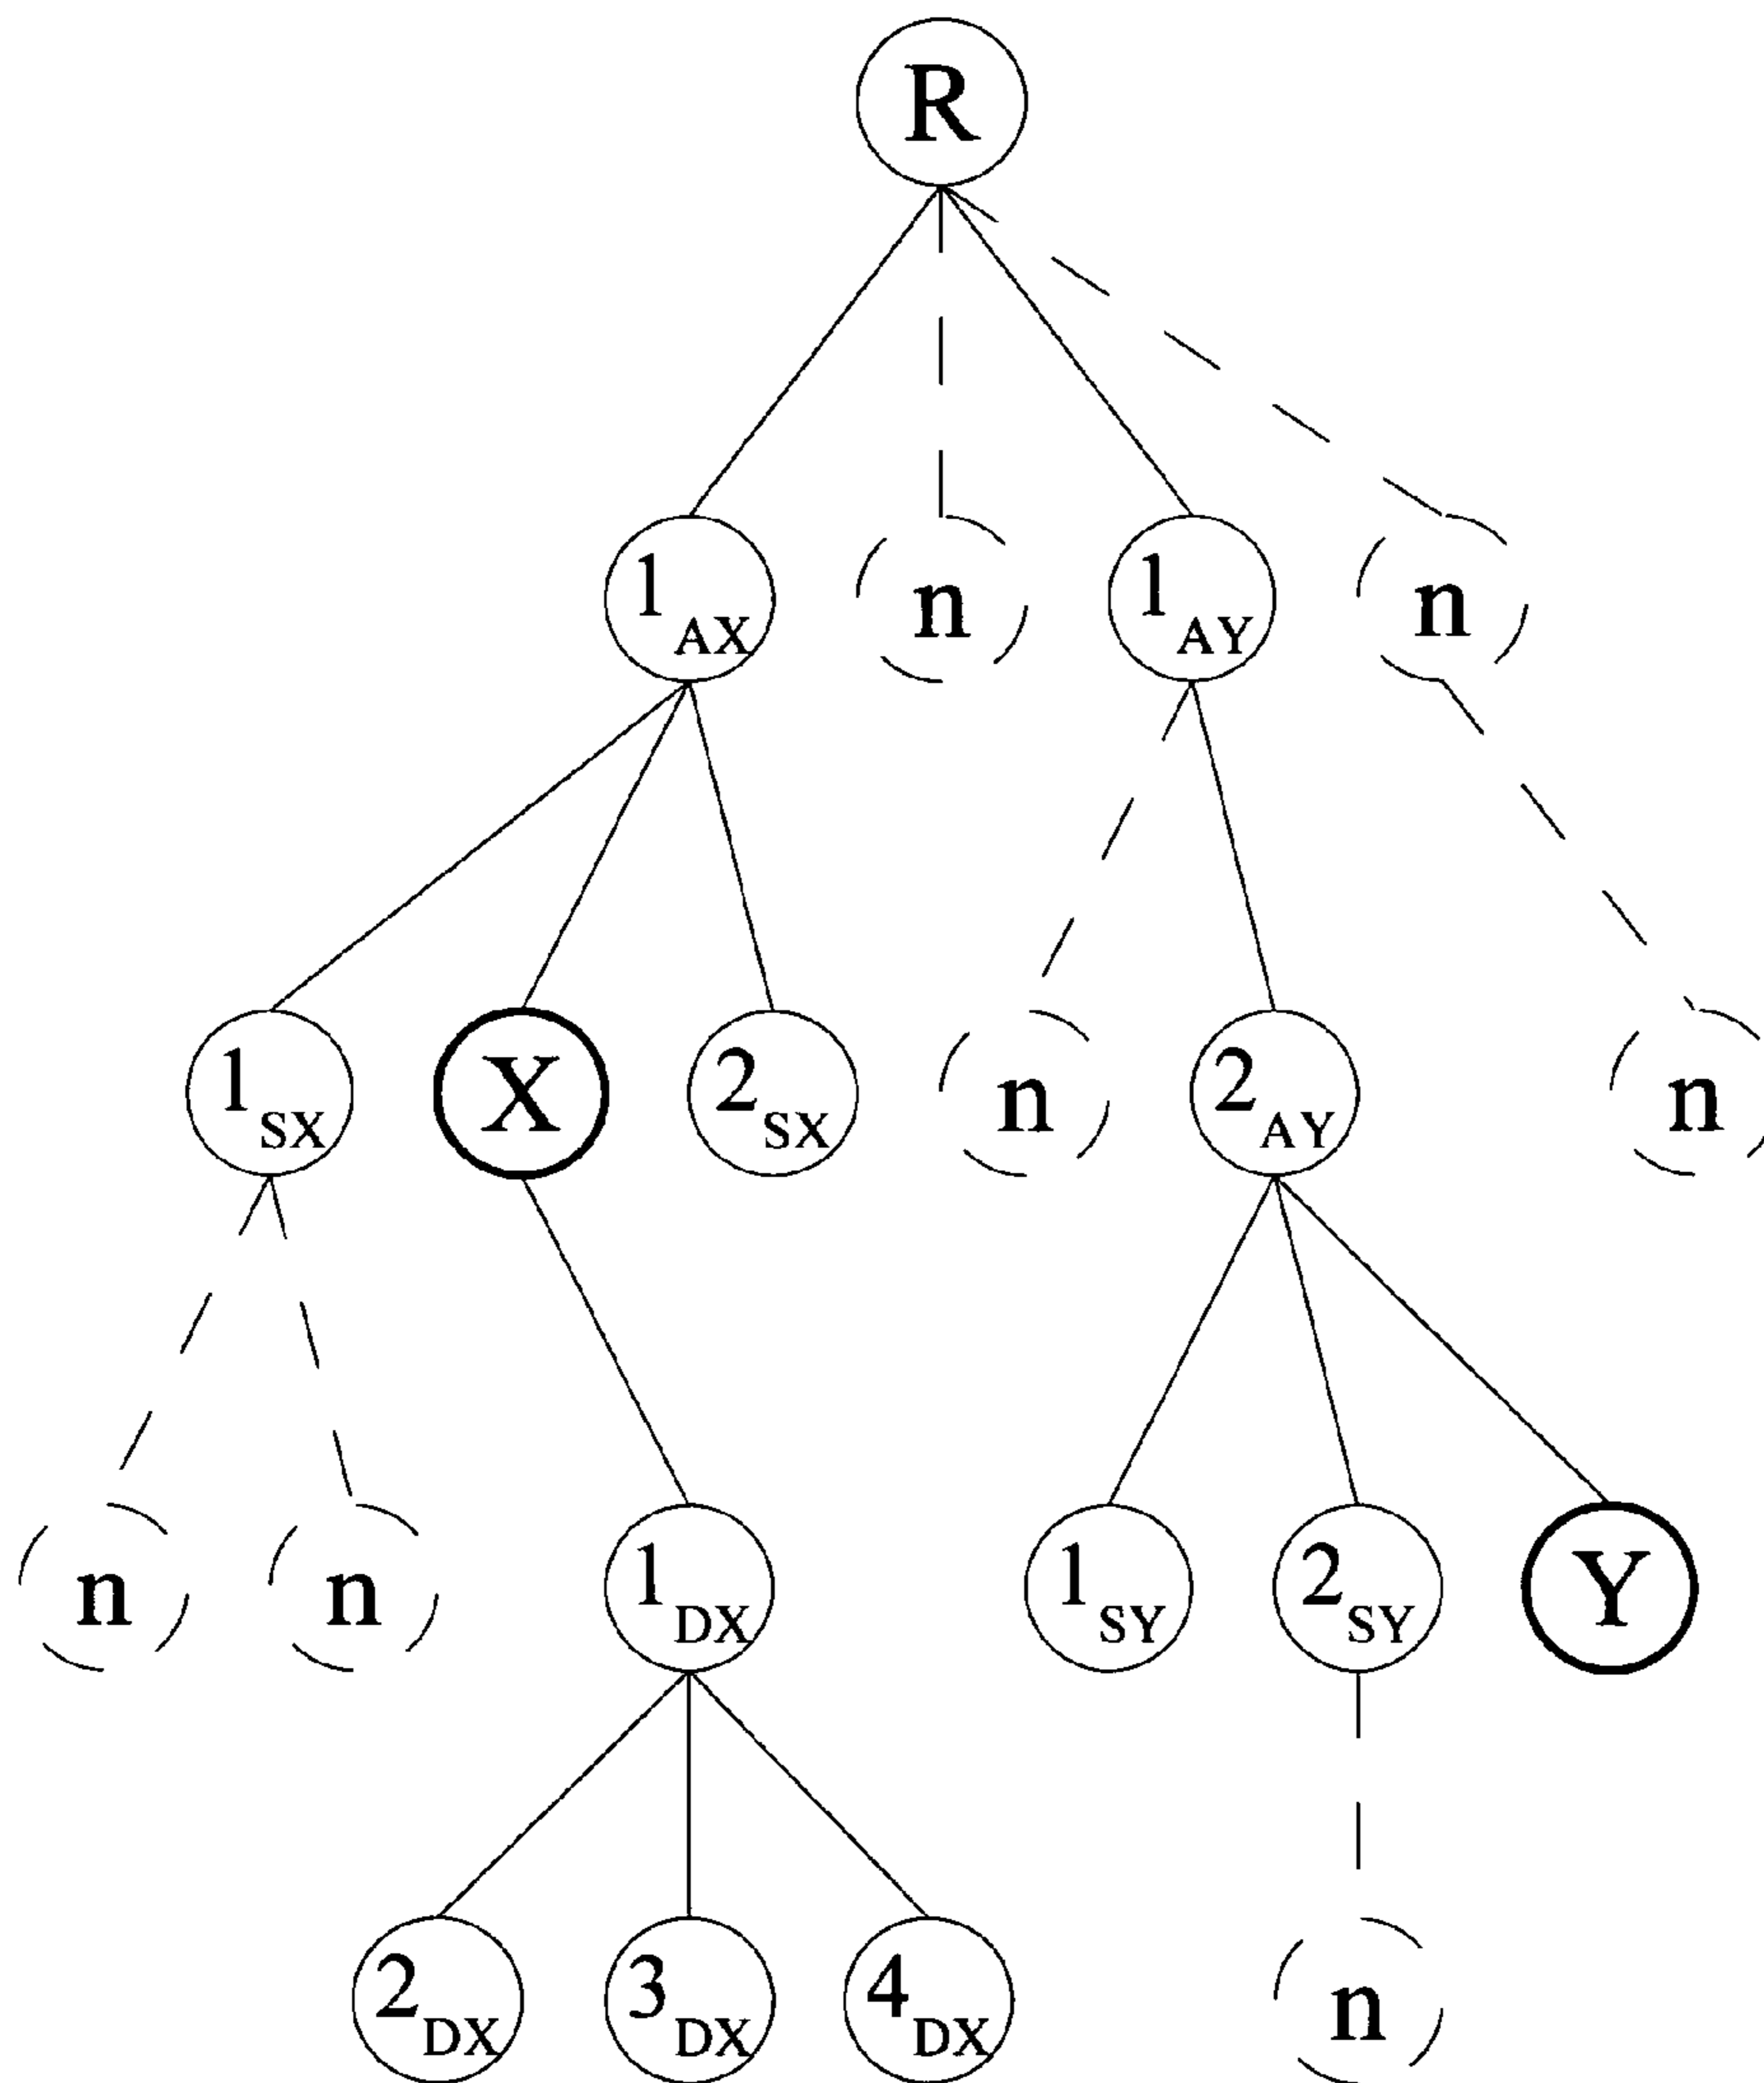 R
1AX n 1AY n
1SX X 2SX n 2AY n
n n 1DX 1SY 2SY Y
2DX 3DX 4DX n